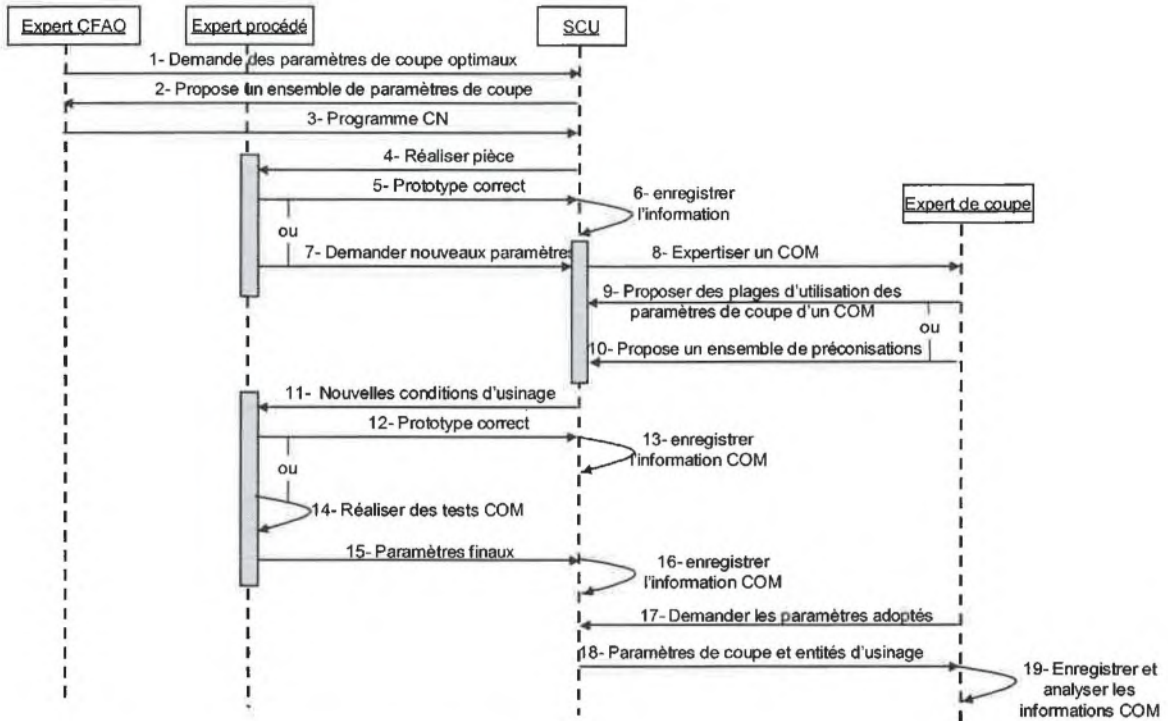 Expert CFAO
Expert procédé
SCU
1- Demande des paramètres de coupe optimaux
2- Propose un ensemble de paramètres de coupe
3- Programme CN
4- Réaliser pièce
5- Prototype correct
6- enregistrer
l'information
Expert de coupe
ou
7- Demander nouveaux paramètres
8- Expertiser un COM
9- Proposer des plages d'utilisation des
paramètres de coupe d'un COM
ou
10- Propose un ensemble de préconisations
11- Nouvelles conditions d'usinage
12- Prototype correct
13- enregistrer
l'information COM
ou
14- Réaliser des tests COM
15- Paramètres finaux
16- enregistrer
l'information COM
17- Demander les paramètres adoptés
18- Paramètres de coupe et entités d'usinage
19- Enregistrer et
analyser les
informations COM